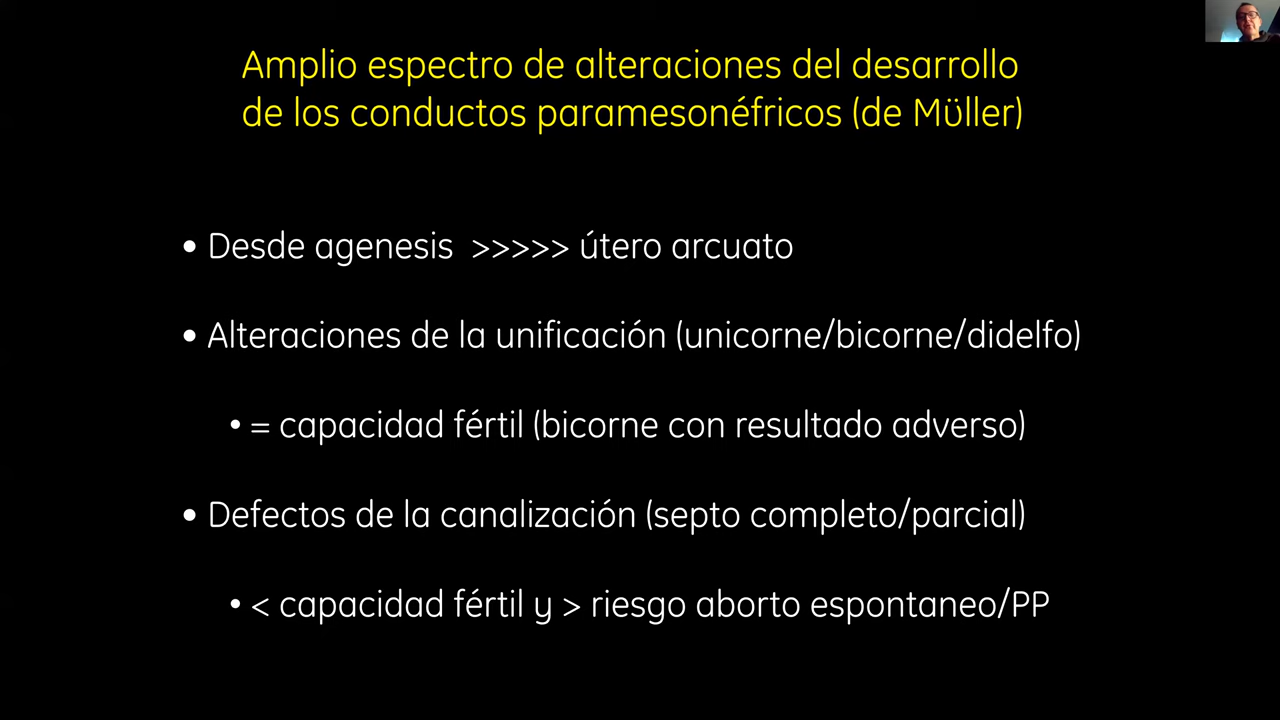 Amplio espectro de alteraciones del desarrollo
de los conductos paramesonéfricos (de Müller)
• Desde agenesis >>>>> útero arcuato
• Alteraciones de la unificación (unicorne/bicorne/didelfo)
• = capacidad fértil (bicorne con resultado adverso)
• Defectos de la canalización (septo completo/parcial)
• < capacidad fértil y > riesgo aborto espontaneo/PP